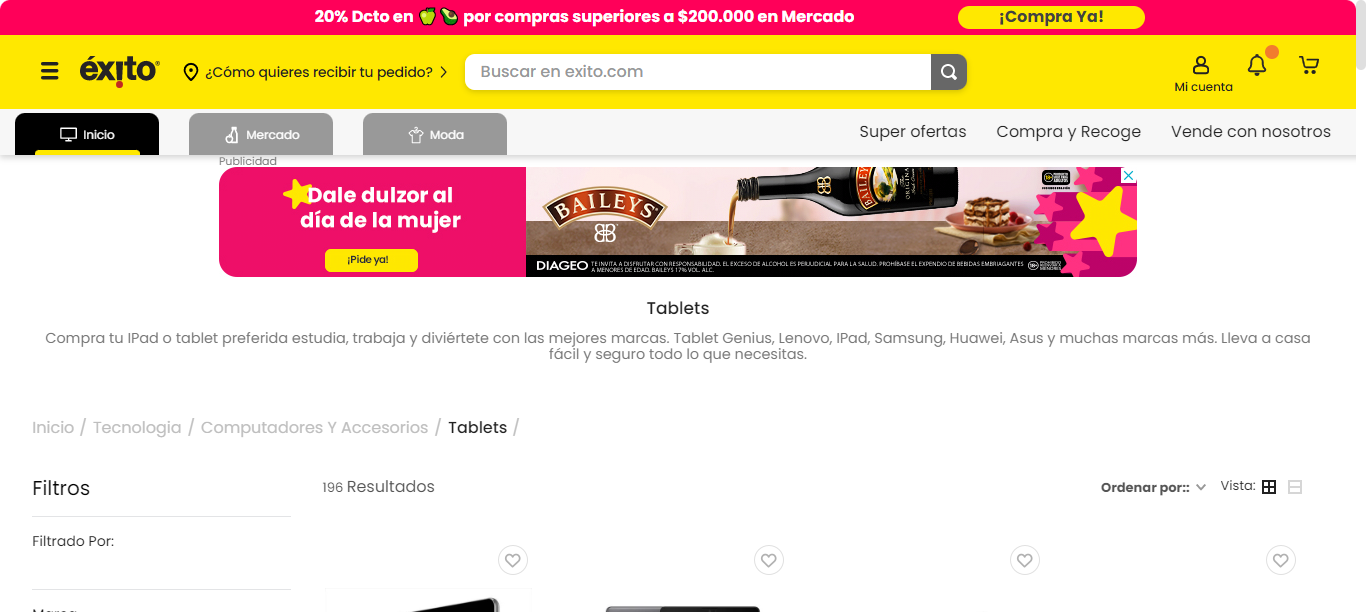 20% Dcto en por compras superiores a $200.000 en Mercado
¡Compra Ya!
éxito
¿Cómo quieres recibir tu pedido?
Buscar en exito.com
Mi cuenta
Inicio
Mercado
Moda
Super ofertas
Compra y Recoge
Vende con nosotros
Publicidad
Dale dulzor al
día de la mujer
¡Pide ya!
BAILEYS
BAILEYS
ORIGINAL
DIAGEO
TE INVITA A DISFRUTAR CON RESPONSABILIDAD. EL EXCESO DE ALCOHOL ES PERJUDICIAL PARA LA SALUD. PROHÍBASE EL EXPENDIO DE BEBIDAS EMBRIAGANTES
A MENORES DE EDAD. BAILEYS 17% VOL. ALC.
Tablets
Compra tu IPad o tablet preferida estudia, trabaja y diviértete con las mejores marcas. Tablet Genius, Lenovo, IPad, Samsung, Huawei, Asus y muchas marcas más. Lleva a casa
fácil y seguro todo lo que necesitas.
Inicio / Tecnologia / Computadores Y Accesorios / Tablets /
Filtros
196 Resultados
Ordenar por::
Vista:
Filtrado Por:
Marca